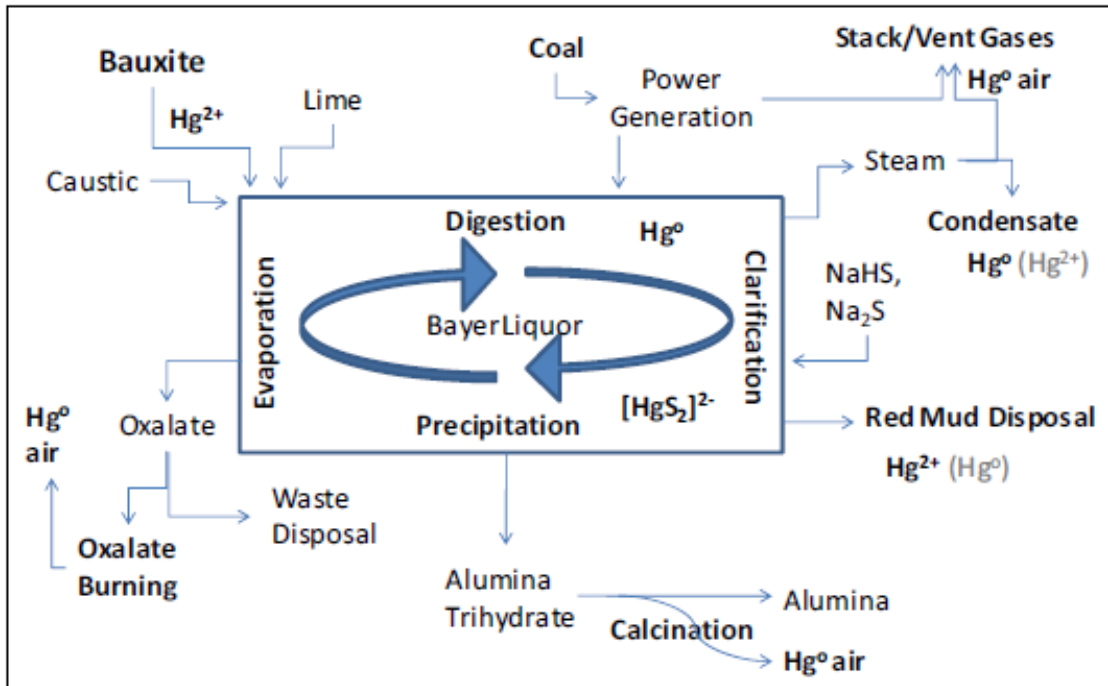 Bauxite
Hg²⁺
Lime
Caustic
Coal
Power
Generation
Stack/Vent Gases
Hgº air
Steam
Condensate
Hgº (Hg²⁺)
NaHS,
Na₂S
Digestion
Hgº
Evaporation
Bayer Liquor
Clarification
Precipitation
[HgS₂]²⁻
Red Mud Disposal
Hg²⁺ (Hgº)
Hgº
air
Oxalate
Waste
Disposal
Oxalate
Burning
Alumina
Trihydrate
Calcination
Alumina
Hgº air